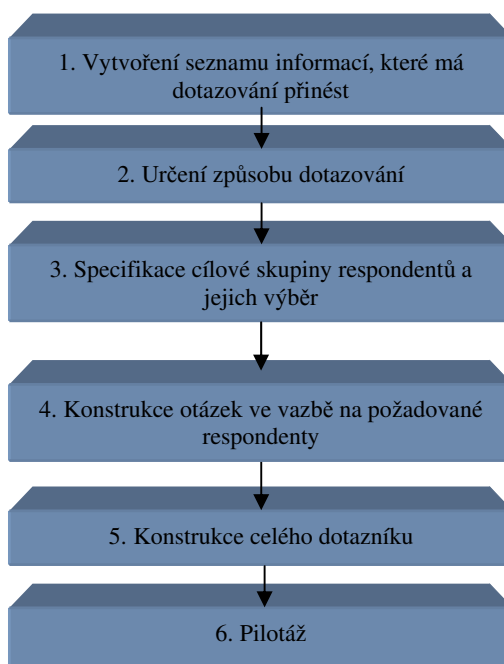 1. Vytvoření seznamu informací, které má
dotazování přinést
2. Určení způsobu dotazování
3. Specifikace cílové skupiny respondentů a
jejich výběr
4. Konstrukce otázek ve vazbě na požadované
respondenty
5. Konstrukce celého dotazníku
6. Pilotáž